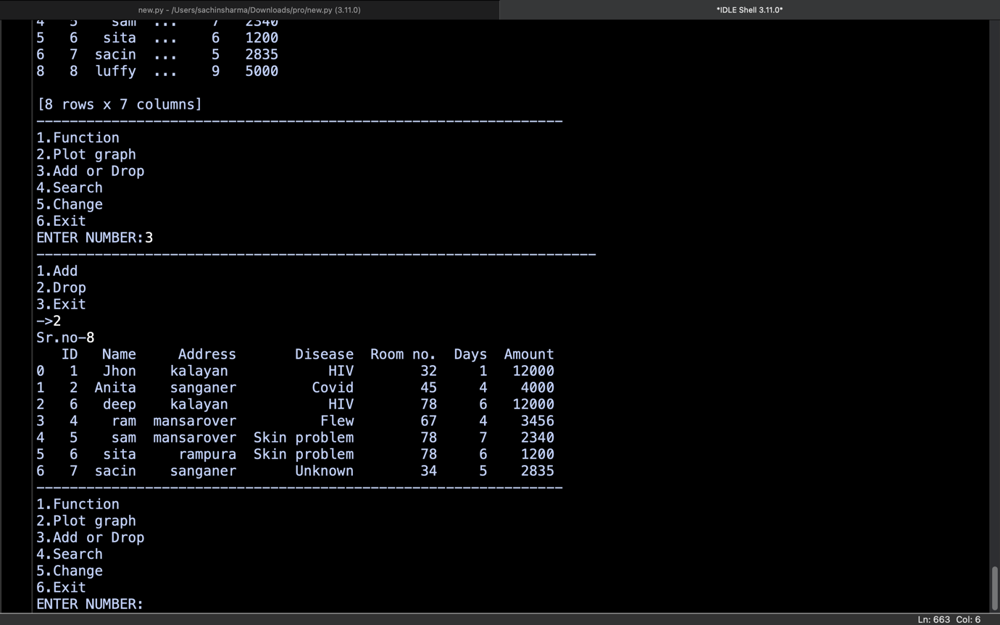 new.py - /Users/sachinsharma/Downloads/pro/new.py (3.11.0)
*IDLE Shell 3.11.0*
4 5 sam ... 7 2340
5 6 sita ... 6 1200
6 7 sacin ... 5 2835
8 8 luffy ... 9 5000
[8 rows x 7 columns]
------------------------------------------------------------------
1.Function
2.Plot graph
3.Add or Drop
4.Search
5.Change
6.Exit
ENTER NUMBER:3
----------------------------------------------------------------------
1.Add
2.Drop
3.Exit
->2
Sr.no-8
ID Name Address Disease Room no. Days Amount
0 1 Jhon kalayan HIV 32 1 12000
1 2 Anita sanganer Covid 45 4 4000
2 6 deep kalayan HIV 78 6 12000
3 4 ram mansarover Flew 67 4 3456
4 5 sam mansarover Skin problem 78 7 2340
5 6 sita rampura Skin problem 78 6 1200
6 7 sacin sanganer Unknown 34 5 2835
------------------------------------------------------------------
1.Function
2.Plot graph
3.Add or Drop
4.Search
5.Change
6.Exit
ENTER NUMBER:
Ln: 663 Col: 6